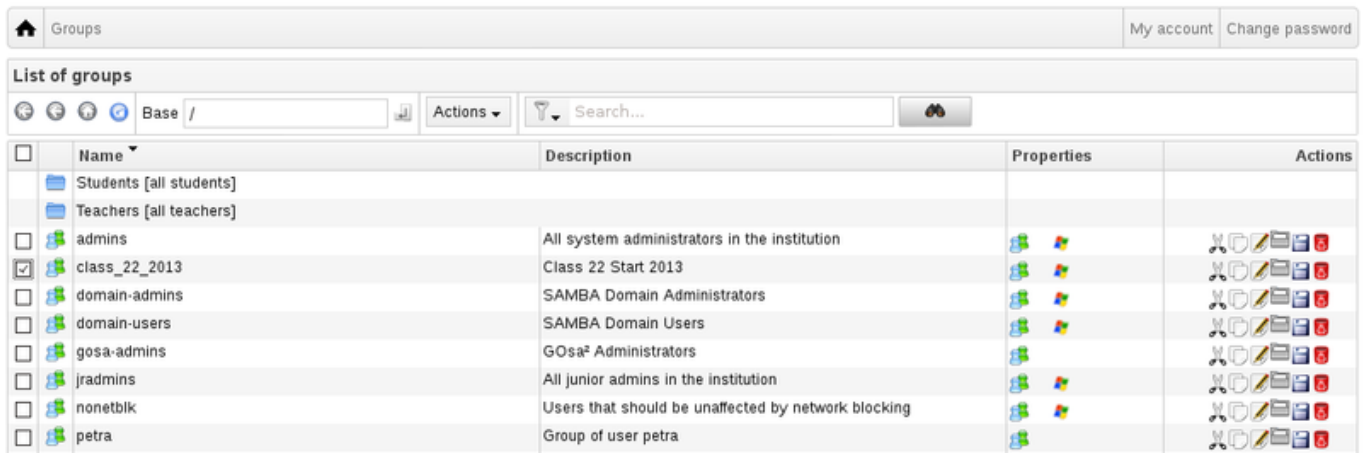 Groups My account Change password
List of groups
Base / Actions Search...
Name Description Properties Actions
Students [all students]
Teachers [all teachers]
admins All system administrators in the institution
class_22_2013 Class 22 Start 2013
domain-admins SAMBA Domain Administrators
domain-users SAMBA Domain Users
gosa-admins GOsa² Administrators
jradmins All junior admins in the institution
nonetblk Users that should be unaffected by network blocking
petra Group of user petra